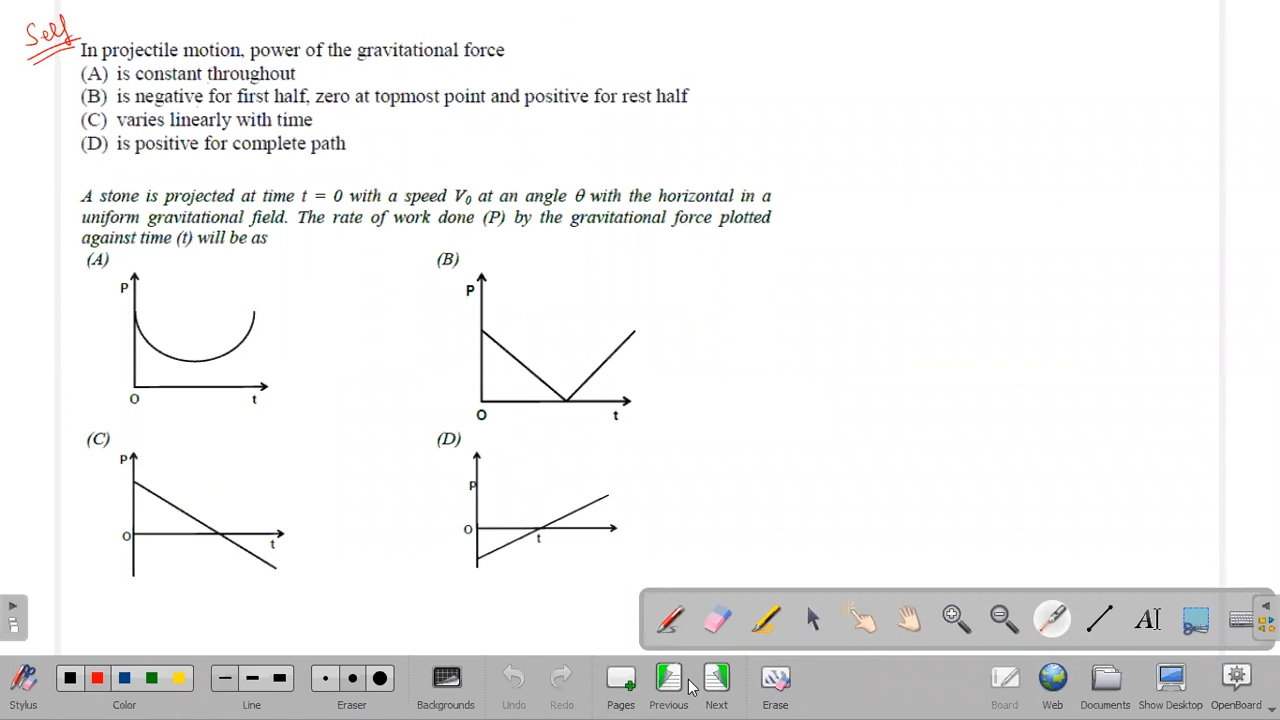 Self
In projectile motion, power of the gravitational force
(A) is constant throughout
(B) is negative for first half, zero at topmost point and positive for rest half
(C) varies linearly with time
(D) is positive for complete path
A stone is projected at time t = 0 with a speed V₀ at an angle θ with the horizontal in a
uniform gravitational field. The rate of work done (P) by the gravitational force plotted
against time (t) will be as
(A)
P
O
t
(B)
P
O
t
(C)
P
O
t
(D)
P
O
t
A
Stylus
Color
Line
Eraser
Backgrounds
Undo
Redo
Pages
Previous
Next
Erase
Board
Web
Documents
Show Desktop
OpenBoard